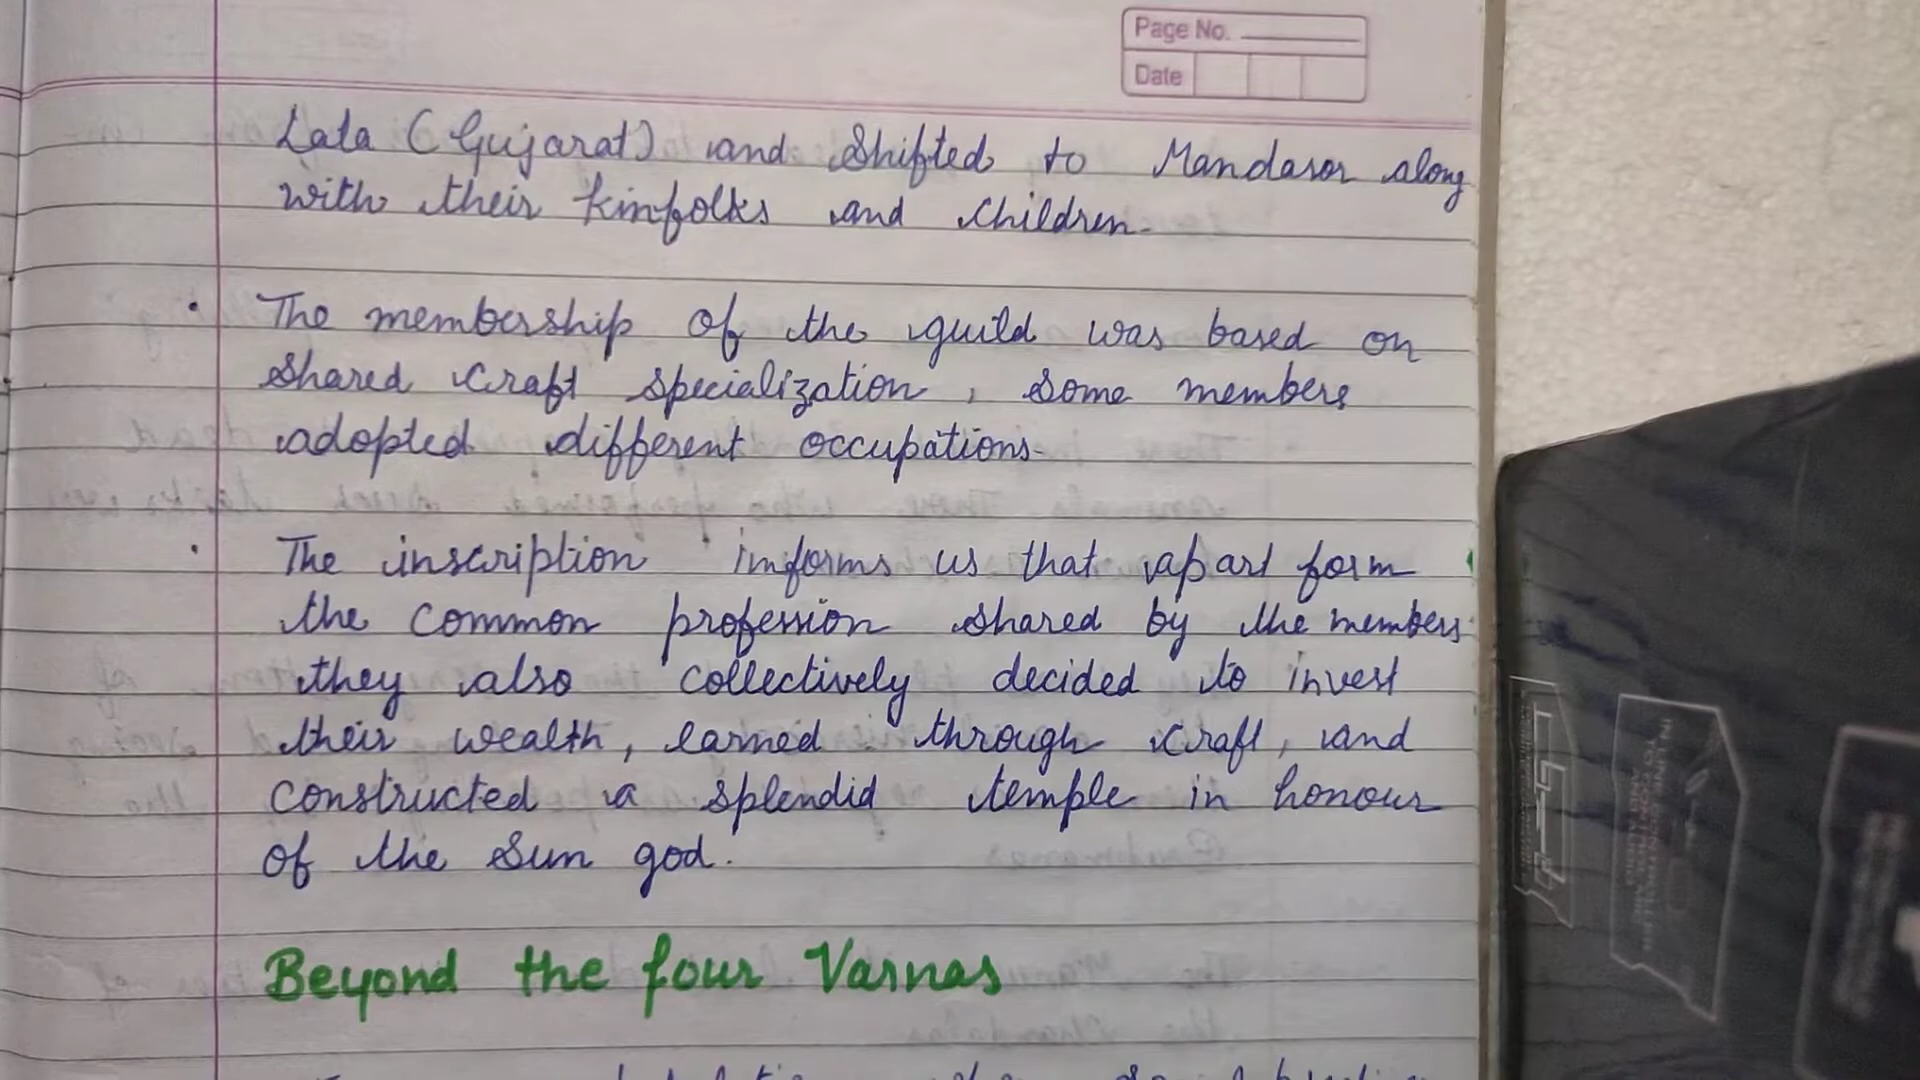 Page No.
Date
Lata (Gujarat) and shifted to Mandasor along
with their kinfolks and children.
· The membership of the guild was based on
shared craft specialization, some members
adopted different occupations.
· The inscription informs us that apart form
the common profession shared by the members
they also collectively decided to invest
their wealth, earned through craft, and
constructed a splendid temple in honour
of the Sun god.
Beyond the four Varnas